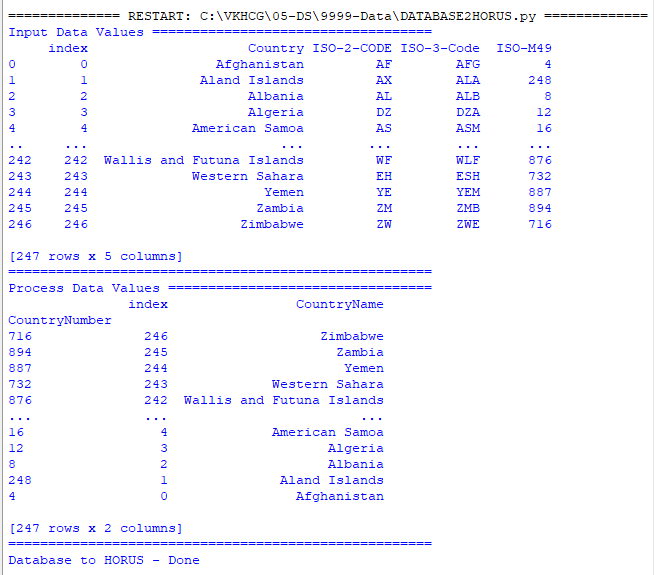 ============== RESTART: C:\VKHCG\05-DS\9999-Data\DATABASE2HORUS.py =============
Input Data Values ===================================
     index                    Country ISO-2-CODE ISO-3-Code  ISO-M49
0        0                Afghanistan         AF        AFG        4
1        1              Aland Islands         AX        ALA      248
2        2                    Albania         AL        ALB        8
3        3                    Algeria         DZ        DZA       12
4        4             American Samoa         AS        ASM       16
..     ...                        ...        ...        ...      ...
242    242  Wallis and Futuna Islands         WF        WLF      876
243    243             Western Sahara         EH        ESH      732
244    244                      Yemen         YE        YEM      887
245    245                     Zambia         ZM        ZMB      894
246    246                   Zimbabwe         ZW        ZWE      716
[247 rows x 5 columns]
=====================================================
Process Data Values =================================
               index                CountryName
CountryNumber
716              246                   Zimbabwe
894              245                     Zambia
887              244                      Yemen
732              243             Western Sahara
876              242  Wallis and Futuna Islands
...              ...                        ...
16                 4             American Samoa
12                 3                    Algeria
8                  2                    Albania
248                1              Aland Islands
4                  0                Afghanistan
[247 rows x 2 columns]
=====================================================
Database to HORUS - Done